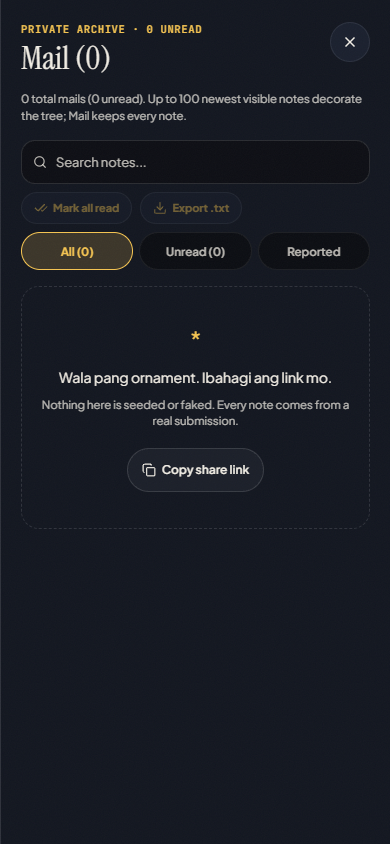 PRIVATE ARCHIVE · 0 UNREAD
Mail (0)
0 total mails (0 unread). Up to 100 newest visible notes decorate
the tree; Mail keeps every note.
Search notes...
Mark all read
Export .txt
All (0)
Unread (0)
Reported
*
Wala pang ornament. Ibahagi ang link mo.
Nothing here is seeded or faked. Every note comes from a
real submission.
Copy share link